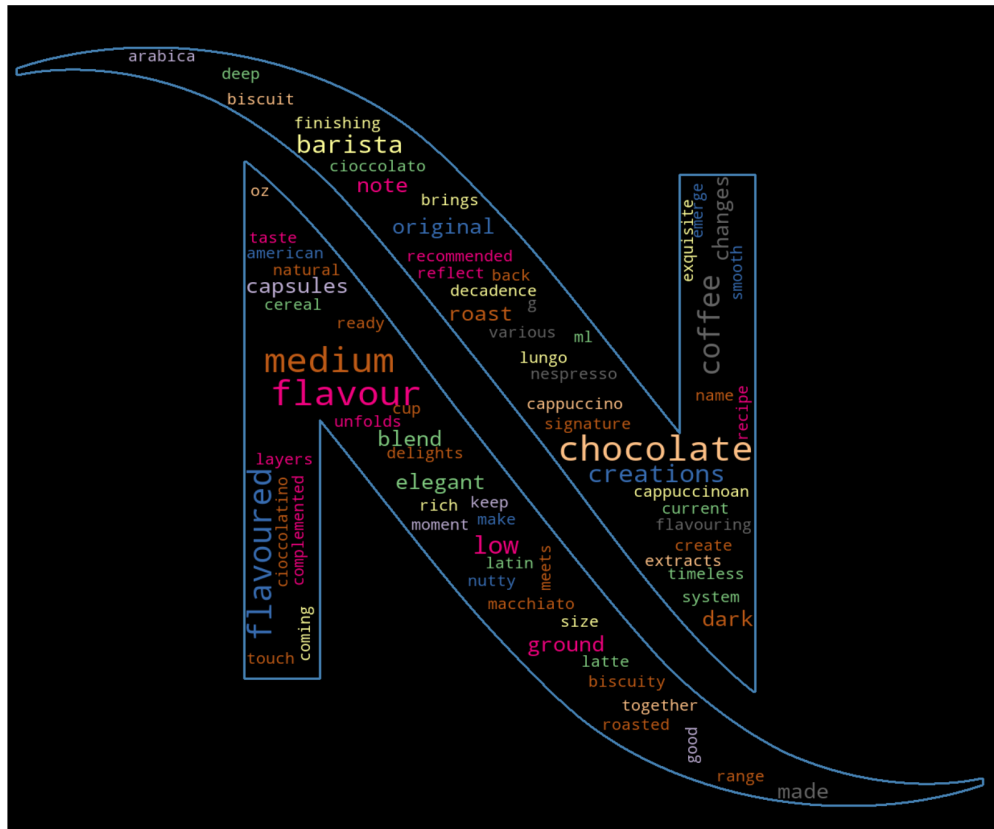 arabica
deep
biscuit
finishing
barista
cioccolato
note
oz
brings
original
exquisite
emerge
changes
taste
american
natural
capsules
cereal
recommended
reflect back
decadence
g
smooth
roast
ready
various
ml
coffee
lungo
nespresso
medium
flavour
cup
unfolds
cappuccino
signature
name
recipe
blend
delights
chocolate
creations
layers
elegant
cappuccinoan
current
flavouring
flavoured
cioccolatino
complemented
rich
keep
moment
make
low
create
extracts
timeless
latin
nutty
meets
system
macchiato
size
dark
coming
ground
touch
latte
biscuity
together
roasted
good
range
made